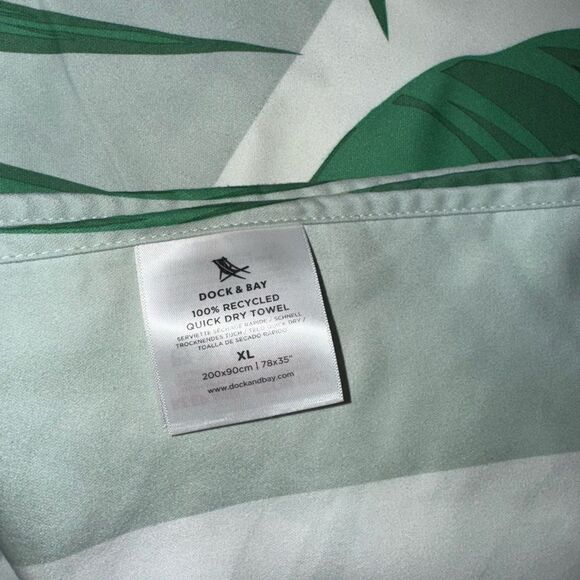 DOCK & BAY
100% RECYCLED
QUICK DRY TOWEL
SERVIETTE SÉCHAGE RAPIDE / SCHNELL
TROCKNENDES TUCH / TELO QUICK DRY /
TOALLA DE SECADO RÁPIDO
XL
200x90cm | 78x35"
www.dockandbay.com